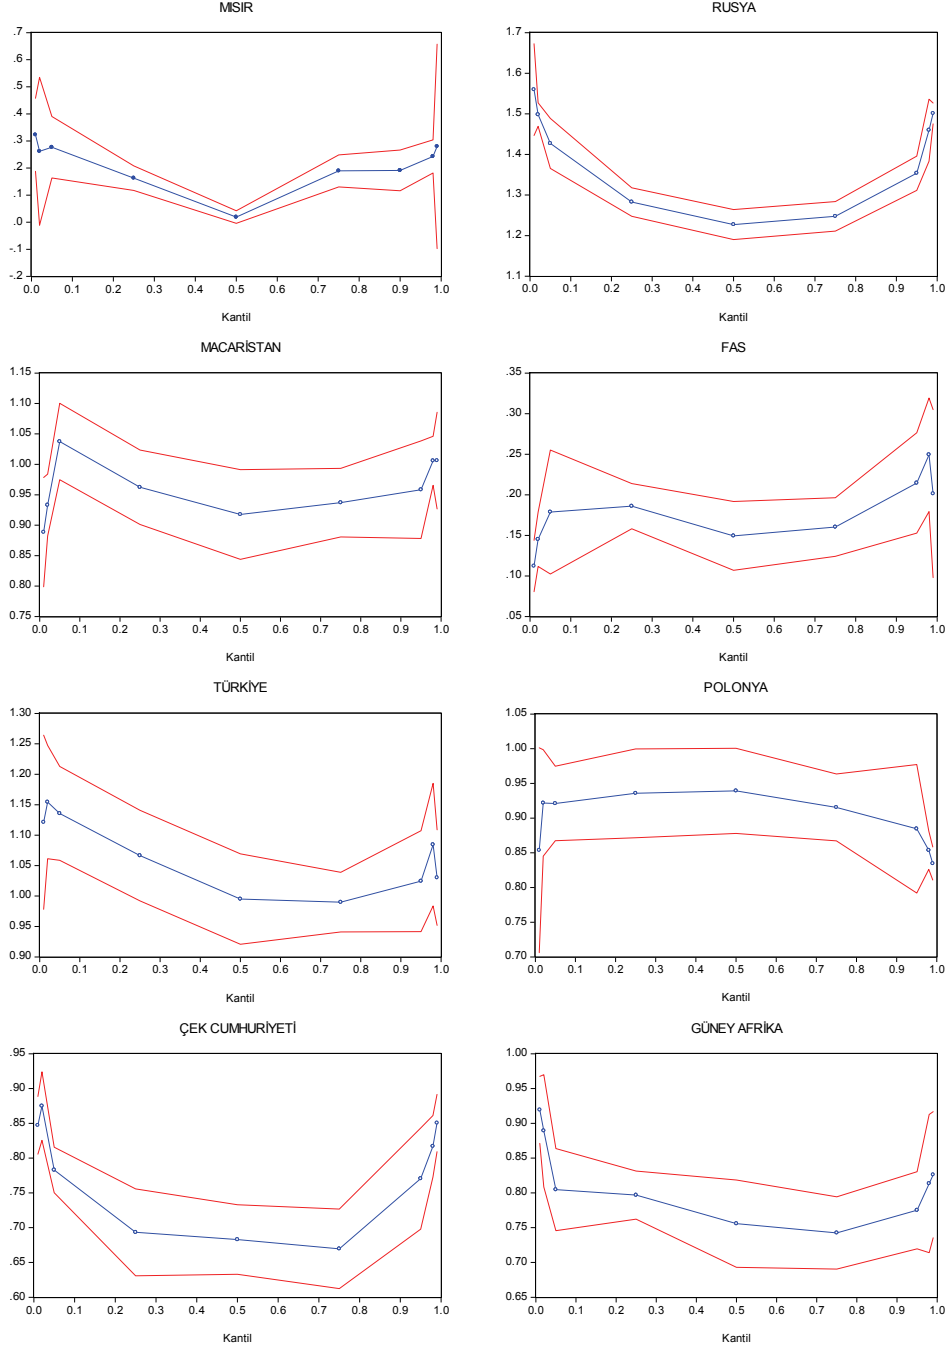 MISIR
.7
.6
.5
.4
.3
.2
.1
.0
-.1
-.2
0.0 0.1 0.2 0.3 0.4 0.5 0.6 0.7 0.8 0.9 1.0
Kantil
RUSYA
1.7
1.6
1.5
1.4
1.3
1.2
1.1
0.0 0.1 0.2 0.3 0.4 0.5 0.6 0.7 0.8 0.9 1.0
Kantil
MACARİSTAN
1.15
1.10
1.05
1.00
0.95
0.90
0.85
0.80
0.75
0.0 0.1 0.2 0.3 0.4 0.5 0.6 0.7 0.8 0.9 1.0
Kantil
FAS
.35
.30
.25
.20
.15
.10
.05
0.0 0.1 0.2 0.3 0.4 0.5 0.6 0.7 0.8 0.9 1.0
Kantil
TÜRKİYE
1.30
1.25
1.20
1.15
1.10
1.05
1.00
0.95
0.90
0.0 0.1 0.2 0.3 0.4 0.5 0.6 0.7 0.8 0.9 1.0
Kantil
POLONYA
1.05
1.00
0.95
0.90
0.85
0.80
0.75
0.70
0.0 0.1 0.2 0.3 0.4 0.5 0.6 0.7 0.8 0.9 1.0
Kantil
ÇEK CUMHURİYETİ
.95
.90
.85
.80
.75
.70
.65
.60
0.0 0.1 0.2 0.3 0.4 0.5 0.6 0.7 0.8 0.9 1.0
Kantil
GÜNEY AFRİKA
1.00
0.95
0.90
0.85
0.80
0.75
0.70
0.65
0.0 0.1 0.2 0.3 0.4 0.5 0.6 0.7 0.8 0.9 1.0
Kantil